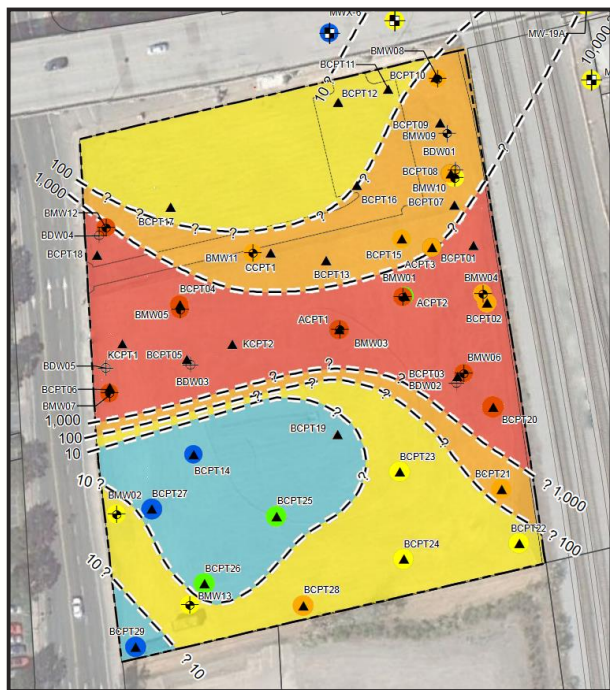 MWX-6
MW-19A
10,000
M
BMW08
BCPT11
BCPT10
10 ?
BCPT12
?
BCPT09
BMW09
BDW01
?
BCPT08
100
BMW10
1,000
?
BCPT16
BCPT07
?
BMW12
BCPT17
?
?
BDW04
BCPT18
BMW11
CCPT1
BCPT13
BCPT15
ACPT3
BCPT01
?
BCPT04
BMW01
BMW04
ACPT2
BMW05
BCPT02
ACPT1
KCPT1
BCPT05
KCPT2
BMW03
BDW05
BDW03
BCPT03
BMW06
BCPT06
BDW02
BMW07
?
?
?
1,000
100
10
BCPT19
BCPT20
?
?
BCPT14
BCPT23
? 1,000
10 ?
BCPT21
BMW02
BCPT27
BCPT25
? 100
BCPT22
10 ?
BCPT26
BCPT24
?
BMW13
BCPT28
BCPT29
? 10